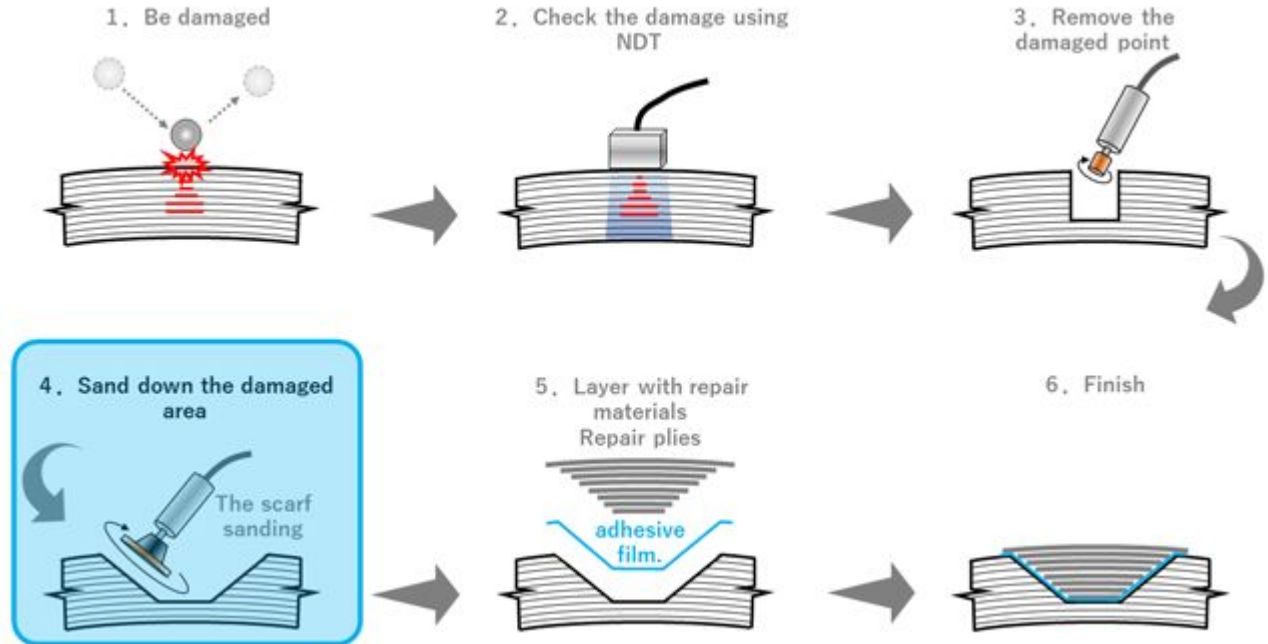 1. Be damaged
2. Check the damage using
NDT
3. Remove the
damaged point
4. Sand down the damaged
area
The scarf
sanding
5. Layer with repair
materials
Repair plies
adhesive
film.
6. Finish